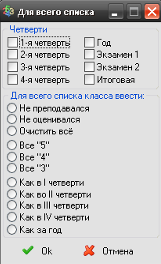 Для всего списка
Четверти
1-я четверть
Год
2-я четверть
Экзамен 1
3-я четверть
Экзамен 2
4-я четверть
Итоговая
Для всего списка класса ввести:
Не преподавался
Не оценивался
Очистить всё
Все "5"
Все "4"
Все "3"
Как в I четверти
Как во II четверти
Как в III четверти
Как в IV четверти
Как за год
Ok
Отмена